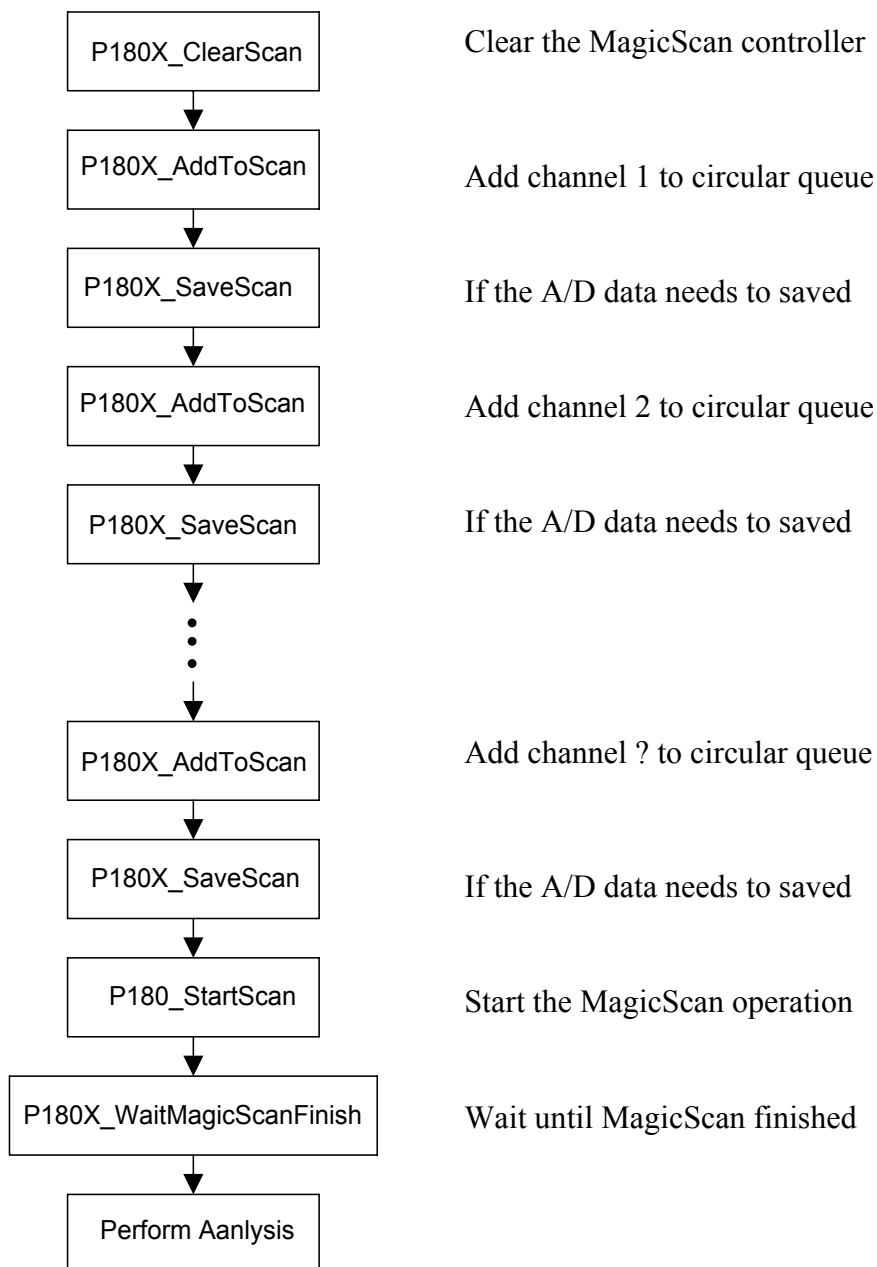 P180X_ClearScan
Clear the MagicScan controller
P180X_AddToScan
Add channel 1 to circular queue
P180X_SaveScan
If the A/D data needs to saved
P180X_AddToScan
Add channel 2 to circular queue
P180X_SaveScan
If the A/D data needs to saved
P180X_AddToScan
Add channel ? to circular queue
P180X_SaveScan
If the A/D data needs to saved
P180_StartScan
Start the MagicScan operation
P180X_WaitMagicScanFinish
Wait until MagicScan finished
Perform Aanlysis